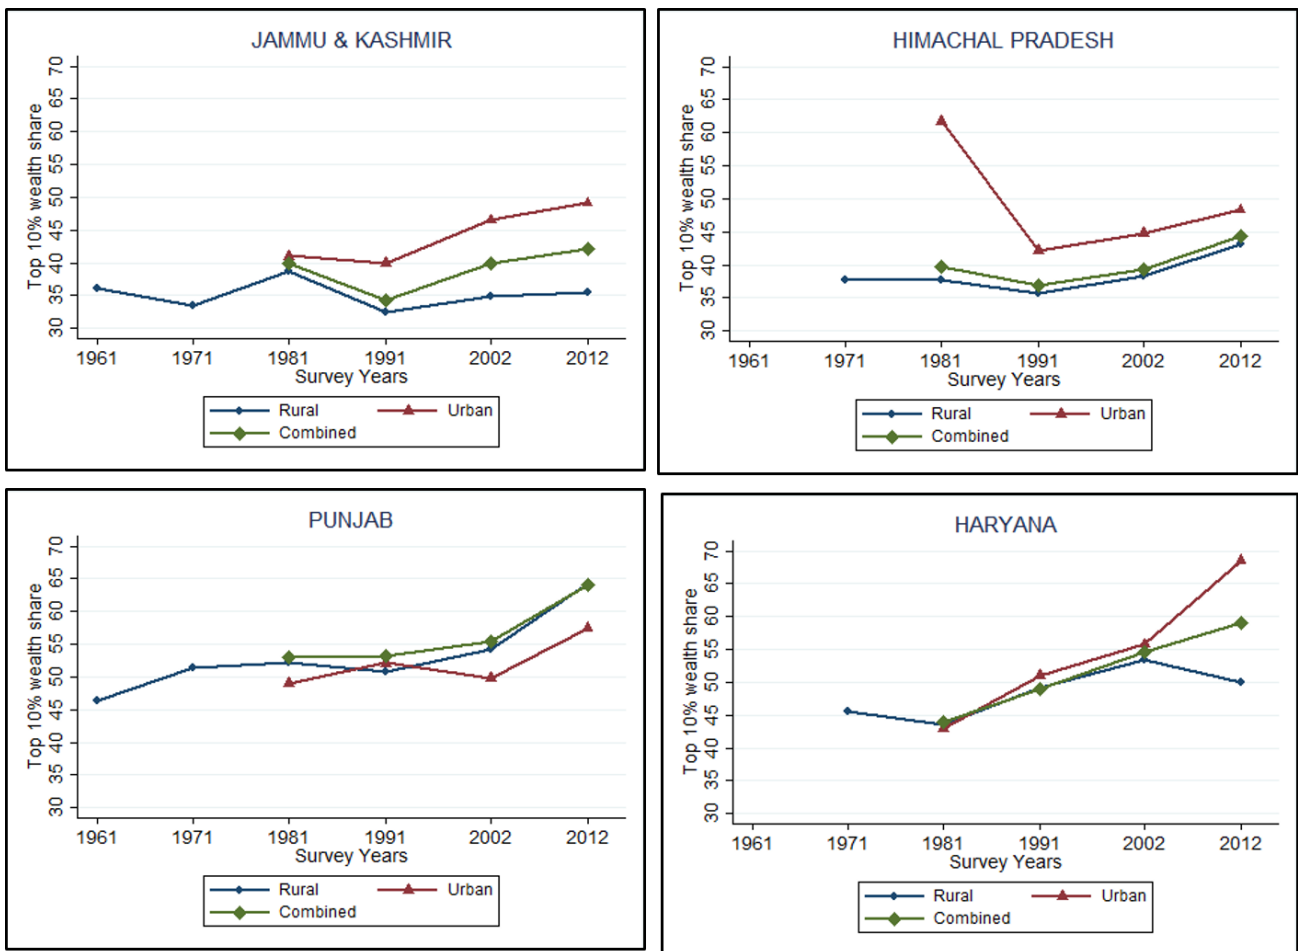 JAMMU & KASHMIR
Top 10% wealth share
70
65
60
55
50
45
40
35
30
1961 1971 1981 1991 2002 2012
Survey Years
Rural Urban
Combined
HIMACHAL PRADESH
Top 10% wealth share
70
65
60
55
50
45
40
35
30
1961 1971 1981 1991 2002 2012
Survey Years
Rural Urban
Combined
PUNJAB
Top 10% wealth share
70
65
60
55
50
45
40
35
30
1961 1971 1981 1991 2002 2012
Survey Years
Rural Urban
Combined
HARYANA
Top 10% wealth share
70
65
60
55
50
45
40
35
30
1961 1971 1981 1991 2002 2012
Survey Years
Rural Urban
Combined